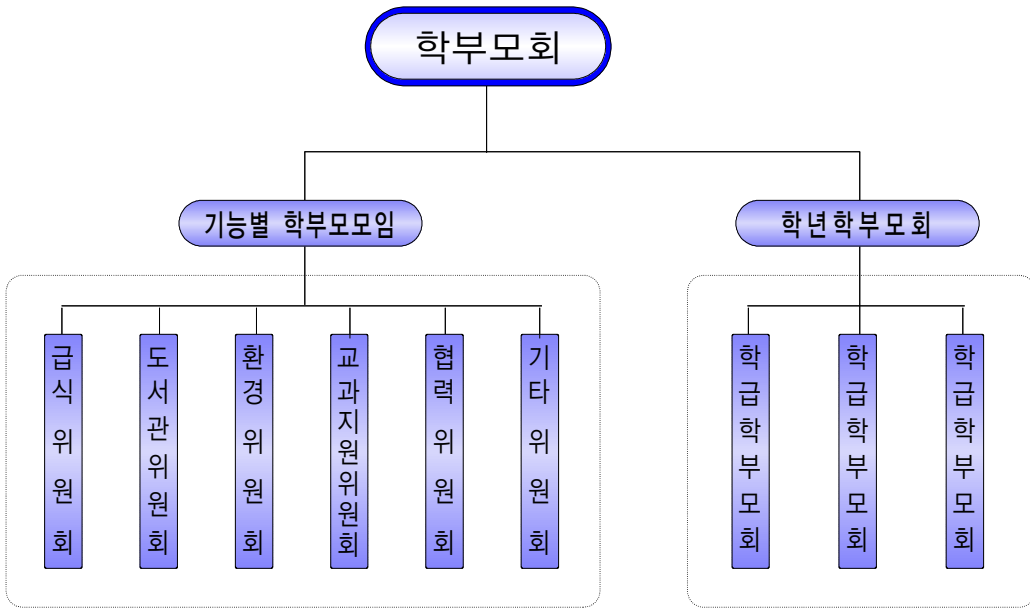 학부모회
기능별 학부모모임
학년학부모회
급식위원회
도서관위원회
환경위원회
교과지원위원회
협력위원회
기타위원회
학급학부모회
학급학부모회
학급학부모회